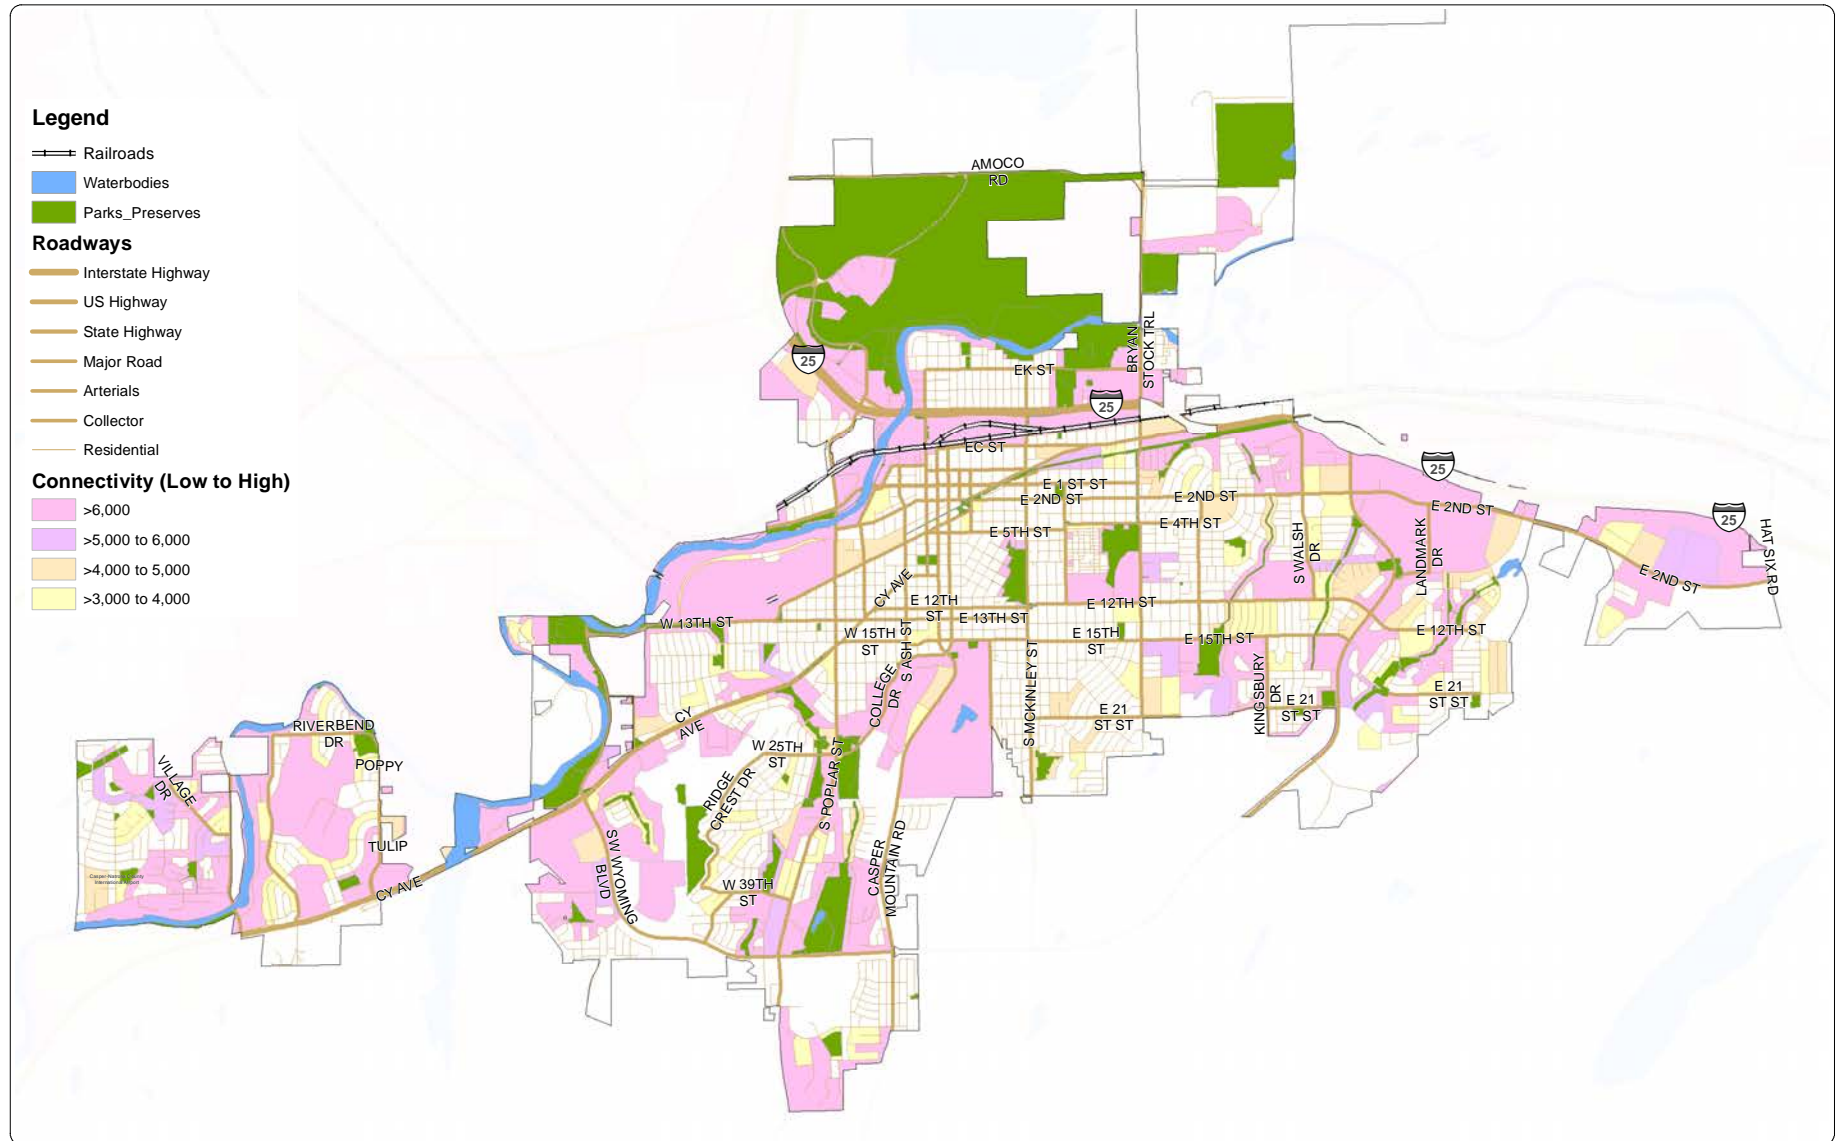 Legend
Railroads
Waterbodies
Parks_Preserves
Roadways
Interstate Highway
US Highway
State Highway
Major Road
Arterials
Collector
Residential
Connectivity (Low to High)
>6,000
>5,000 to 6,000
>4,000 to 5,000
>3,000 to 4,000
AMOCO
RD
BRYAN
STOCK TRL
25
EK ST
25
EC ST
E 1 ST ST
E 2ND ST
E 2ND ST
E 4TH ST
E 5TH ST
25
E 2ND ST
25
HAT SIX RD
E 2ND ST
S WALSH
DR
LANDMARK
DR
CY AVE
E 12TH
ST
E 13TH ST
E 12TH ST
W 13TH ST
W 15TH
ST
S ASH ST
E 15TH
ST
E 15TH ST
E 12TH ST
COLLEGE
DR
S MCKINLEY ST
KINGSBURY
DR
E 21
ST ST
E 21
ST ST
E 21
ST ST
CY
AVE
W 25TH
ST
RIDGE
CREST DR
S POPLAR ST
RIVERBEND
DR
POPPY
VILLAGE
DR
TULIP
CY AVE
Casper-Natrona County
International Airport
SW WYOMING
BLVD
W 39TH
ST
CASPER
MOUNTAIN RD